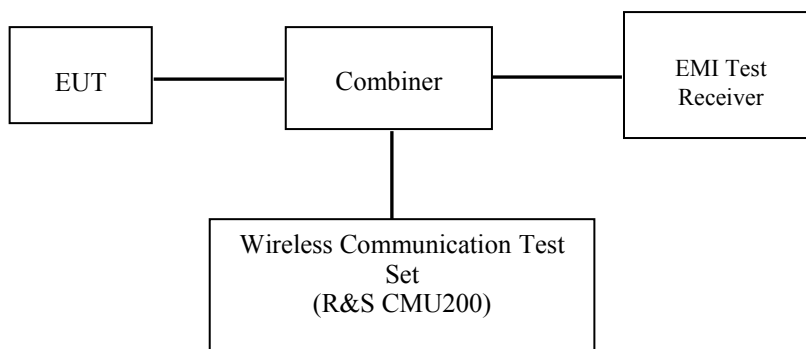 EUT
Combiner
EMI Test
Receiver
Wireless Communication Test
Set
(R&S CMU200)